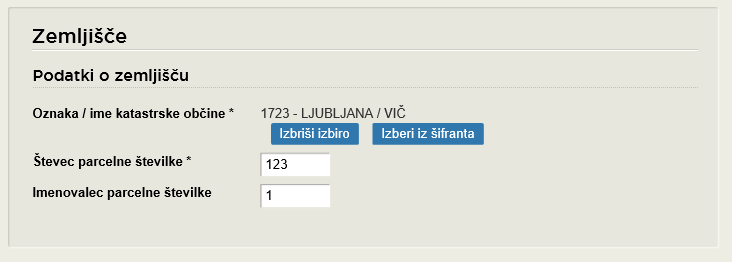 Zemljišče
Podatki o zemljišču
Oznaka / ime katastrske občine * 1723 - LJUBLJANA / VIČ
Izbriši izbiro Izberi iz šifranta
Števec parcelne številke * 123
Imenovalec parcelne številke 1